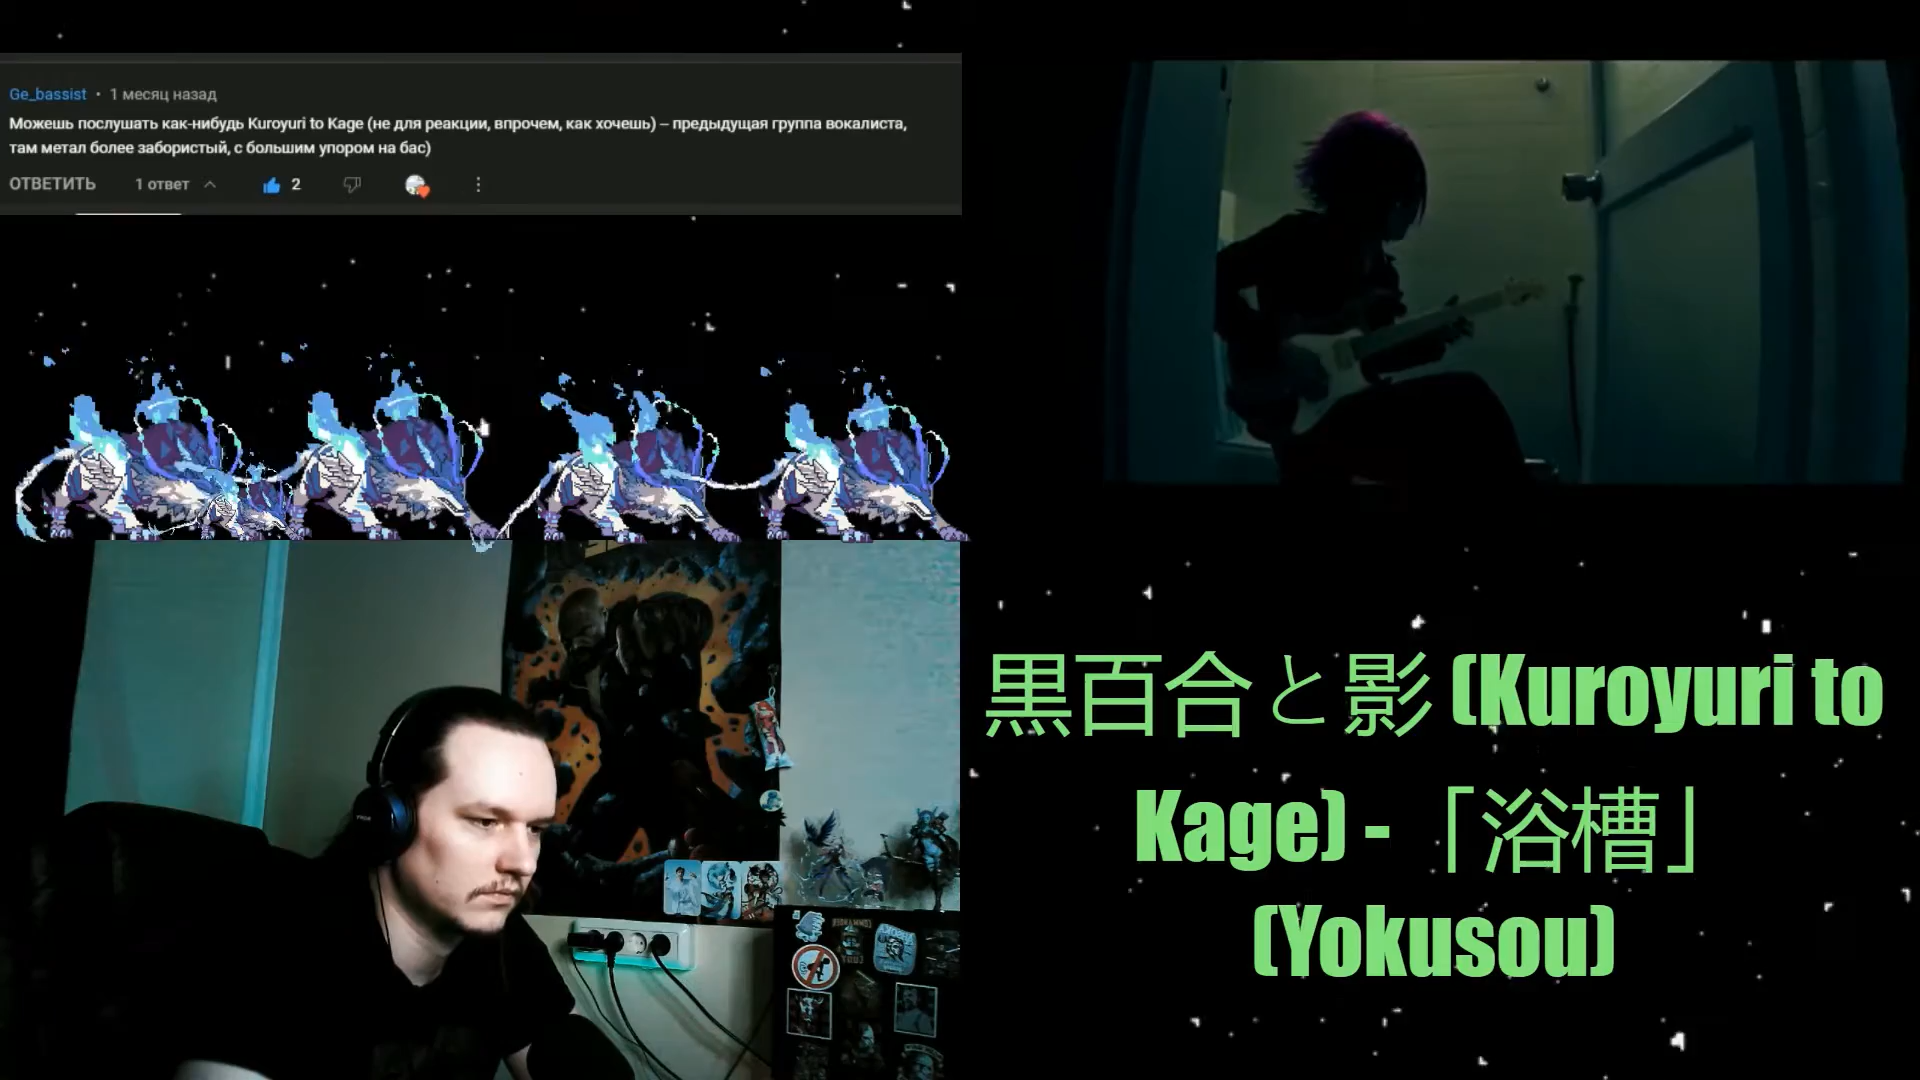 Ge_bassist • 1 месяц назад
Можешь послушать как-нибудь Kuroyuri to Kage (не для реакции, впрочем, как хочешь) – предыдущая группа вокалиста,
там метал более забористый, с большим упором на бас)
ОТВЕТИТЬ 1 ответ 2
黒百合と影 (Kuroyuri to
Kage) -「浴槽」
(Yokusou)